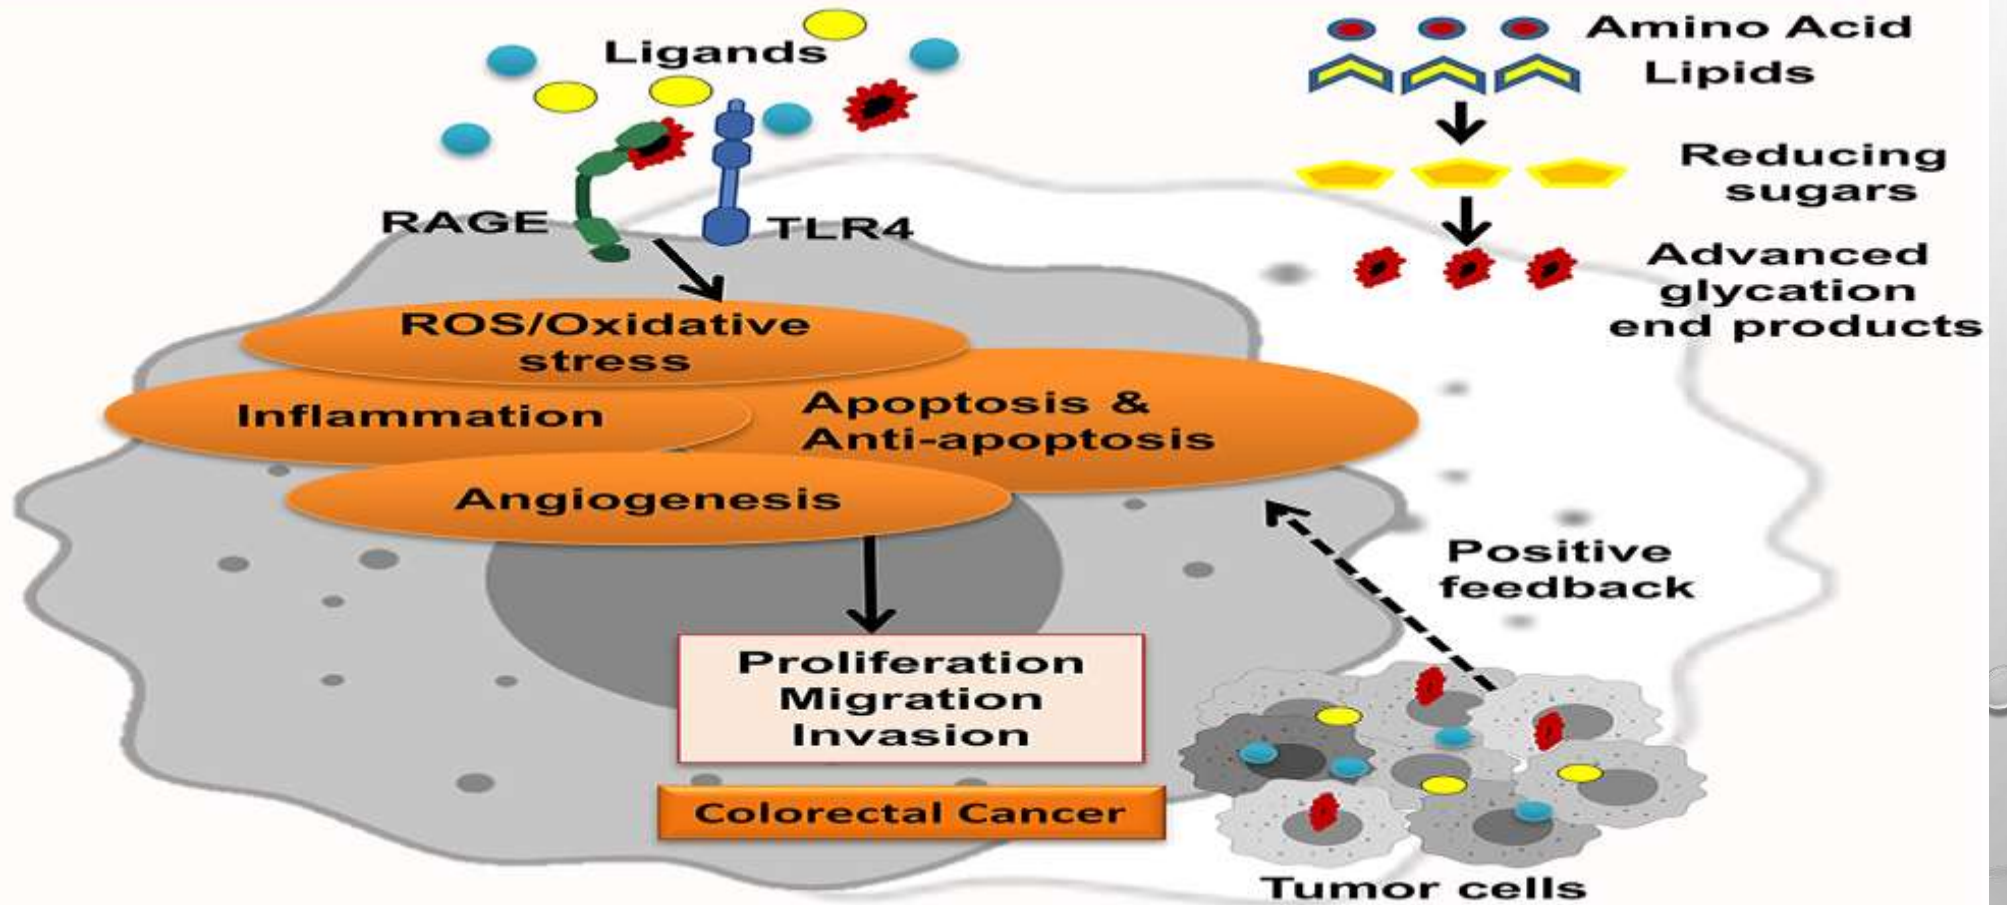 Ligands
Amino Acid
Lipids
Reducing
sugars
Advanced
glycation
end products
RAGE
TLR4
ROS/Oxidative
stress
Inflammation
Apoptosis &
Anti-apoptosis
Angiogenesis
Positive
feedback
Proliferation
Migration
Invasion
Colorectal Cancer
Tumor cells